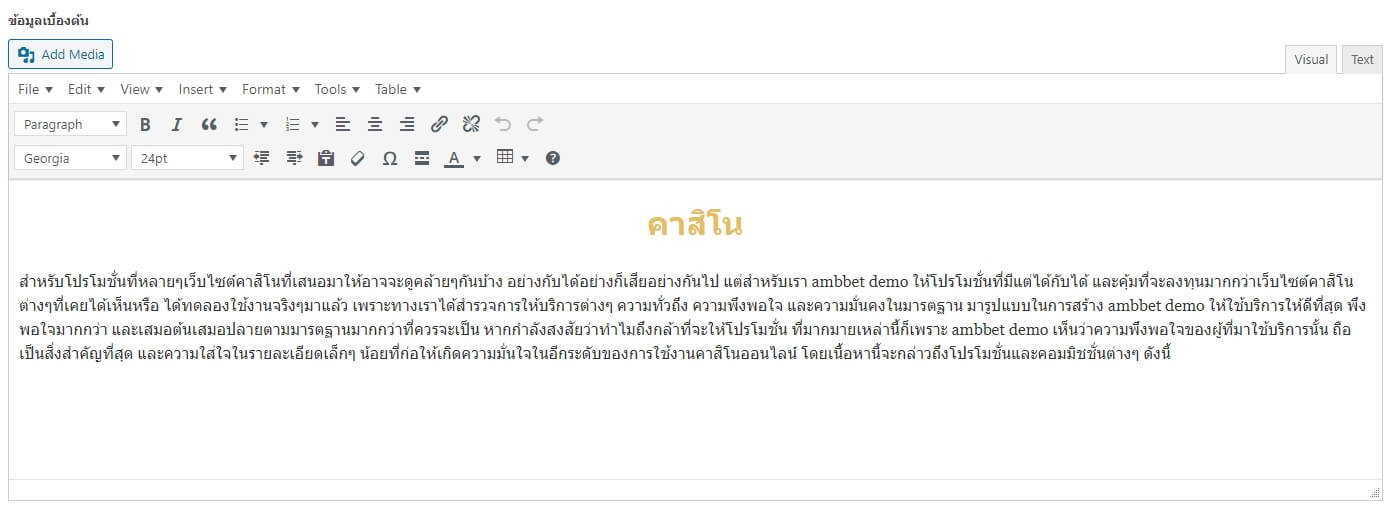 ข้อมูลเบื้องต้น
Add Media
Visual Text
File Edit View Insert Format Tools Table
Paragraph
Georgia 24pt
คาสิโน
สำหรับโปรโมชั่นที่หลายๆเว็บไซต์คาสิโนที่เสนอมาให้อาจจะดูคล้ายๆกันบ้าง อย่างกับได้อย่างก็เสียอย่างกันไป แต่สำหรับเรา ambbet demo ให้โปรโมชั่นที่มีแต่ได้กับได้ และคุ้มที่จะลงทุนมากกว่าเว็บไซต์คาสิโน
ต่างๆที่เคยได้เห็นหรือ ได้ทดลองใช้งานจริงๆมาแล้ว เพราะทางเราได้สำรวจการให้บริการต่างๆ ความทั่วถึง ความพึงพอใจ และความมั่นคงในมารตฐาน มารูปแบบในการสร้าง ambbet demo ให้ใช้บริการให้ดีที่สุด พึง
พอใจมากกว่า และเสมอต้นเสมอปลายตามมารตฐานมากกว่าที่ควรจะเป็น หากกำลังสงสัยว่าทำไมถึงกล้าที่จะให้โปรโมชั่น ที่มากมายเหล่านี้ก็เพราะ ambbet demo เห็นว่าความพึงพอใจของผู้ที่มาใช้บริการนั้น ถือ
เป็นสิ่งสำคัญที่สุด และความใส่ใจในรายละเอียดเล็กๆ น้อยที่ก่อให้เกิดความมั่นใจในอีกระดับของการใช้งานคาสิโนออนไลน์ โดยเนื้อหานี้จะกล่าวถึงโปรโมชั่นและคอมมิชชั่นต่างๆ ดังนี้